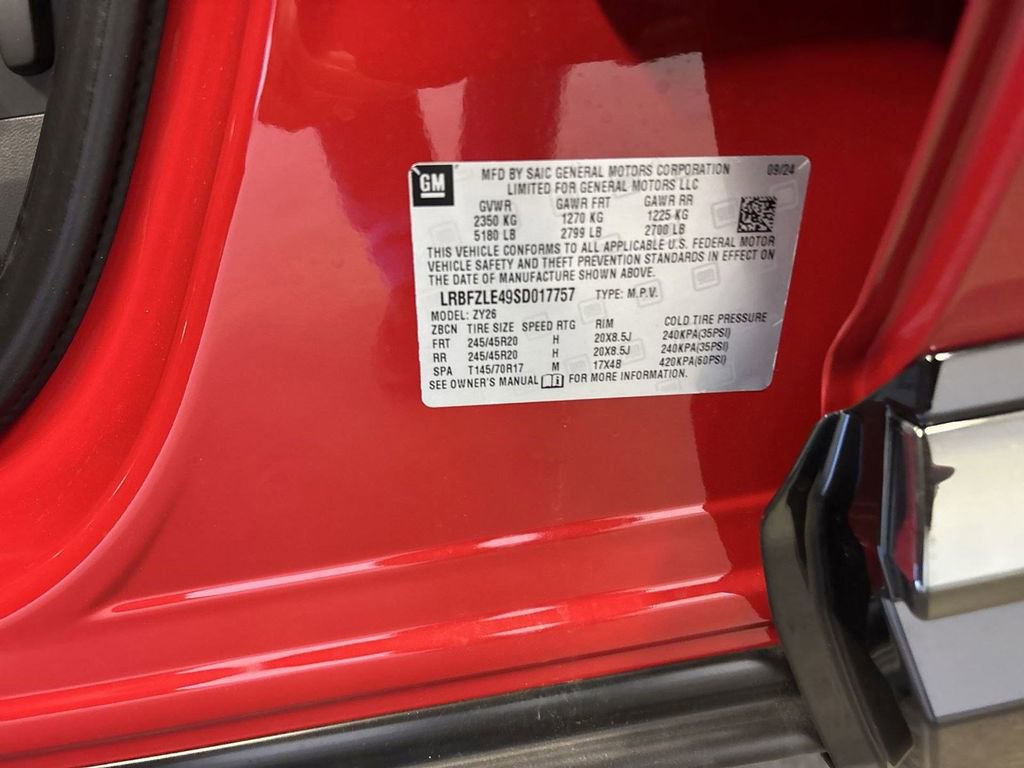 GM
MFD BY SAIC GENERAL MOTORS CORPORATION 09/24
LIMITED FOR GENERAL MOTORS LLC
GVWR GAWR FRT GAWR RR
2350 KG 1270 KG 1225 KG
5180 LB 2799 LB 2700 LB
THIS VEHICLE CONFORMS TO ALL APPLICABLE U.S. FEDERAL MOTOR
VEHICLE SAFETY AND THEFT PREVENTION STANDARDS IN EFFECT ON
THE DATE OF MANUFACTURE SHOWN ABOVE.
LRBFZLE49SD017757 TYPE: M.P.V.
MODEL: ZY26
ZBCN TIRE SIZE SPEED RTG RIM COLD TIRE PRESSURE
FRT 245/45R20 H 20X8.5J 240KPA(35PSI)
RR 245/45R20 H 20X8.5J 240KPA(35PSI)
SPA T145/70R17 M 17X4B 420KPA(60PSI)
SEE OWNER'S MANUAL FOR MORE INFORMATION.